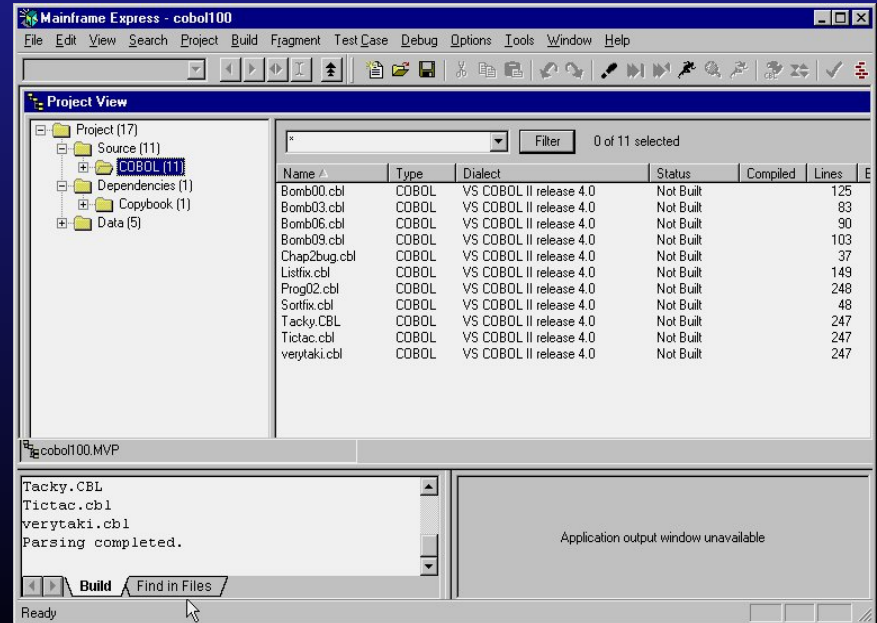 Mainframe Express - cobol100
File Edit View Search Project Build Fragment Test Case Debug Options Tools Window Help
Project View
Project (17)
Source (11)
COBOL (11)
Dependencies (1)
Copybook (1)
Data (5)
* Filter 0 of 11 selected
Name Type Dialect Status Compiled Lines E
Bomb00.cbl COBOL VS COBOL II release 4.0 Not Built 125
Bomb03.cbl COBOL VS COBOL II release 4.0 Not Built 83
Bomb06.cbl COBOL VS COBOL II release 4.0 Not Built 90
Bomb09.cbl COBOL VS COBOL II release 4.0 Not Built 103
Chap2bug.cbl COBOL VS COBOL II release 4.0 Not Built 37
Listfix.cbl COBOL VS COBOL II release 4.0 Not Built 149
Prog02.cbl COBOL VS COBOL II release 4.0 Not Built 248
Sortfix.cbl COBOL VS COBOL II release 4.0 Not Built 48
Tacky.CBL COBOL VS COBOL II release 4.0 Not Built 247
Tictac.cbl COBOL VS COBOL II release 4.0 Not Built 247
verytaki.cbl COBOL VS COBOL II release 4.0 Not Built 247
cobol100.MVP
Tacky.CBL
Tictac.cbl
verytaki.cbl
Parsing completed.
Application output window unavailable
Build Find in Files
Ready